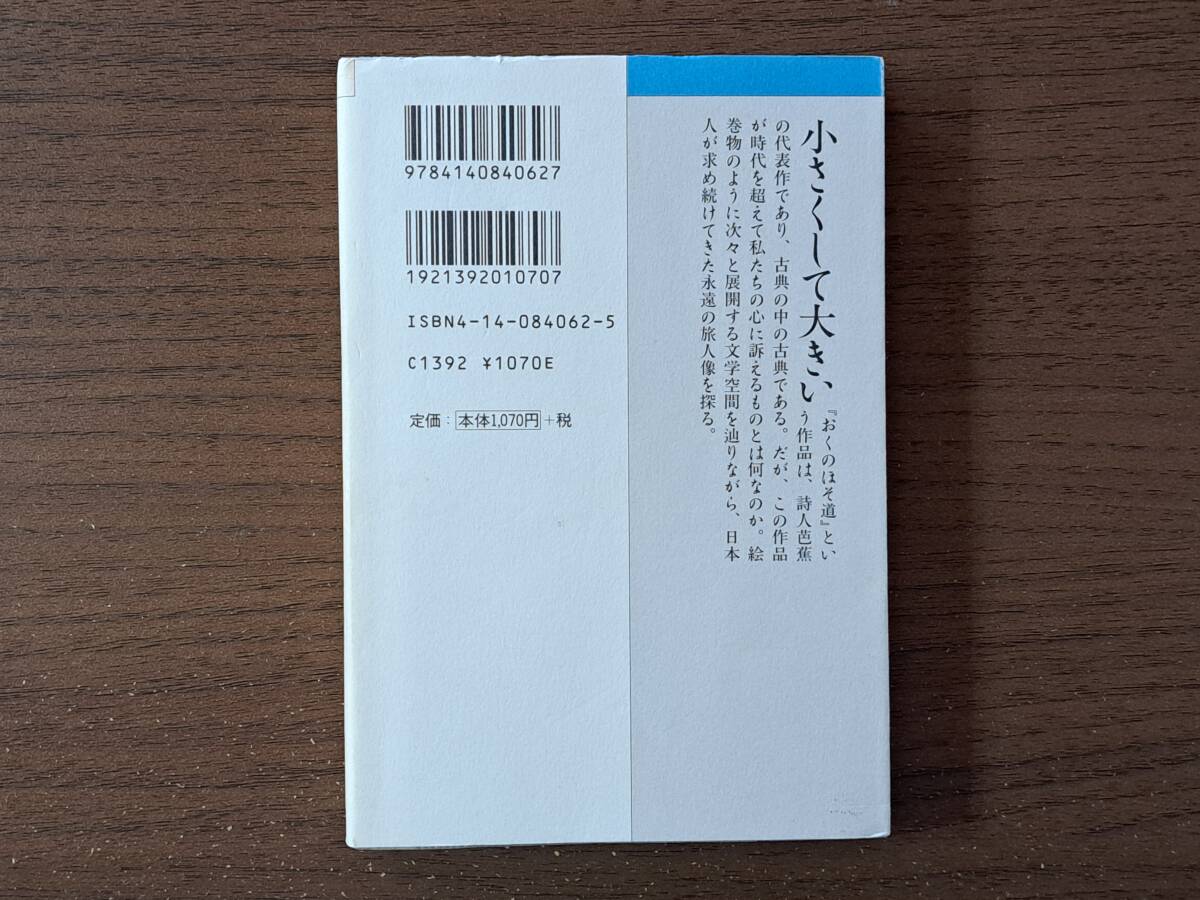 小さくして大きい
『おくのほそ道』とい
う作品は、詩人芭蕉
の代表作であり、古典の中の古典である。だが、この作品
が時代を超えて私たちの心に訴えるものとは何なのか。絵
巻物のように次々と展開する文学空間を辿りながら、日本
人が求め続けてきた永遠の旅人像を探る。
9784140840627
1921392010707
ISBN4-14-084062-5
C1392 ¥1070E
定価：本体1,070円+税